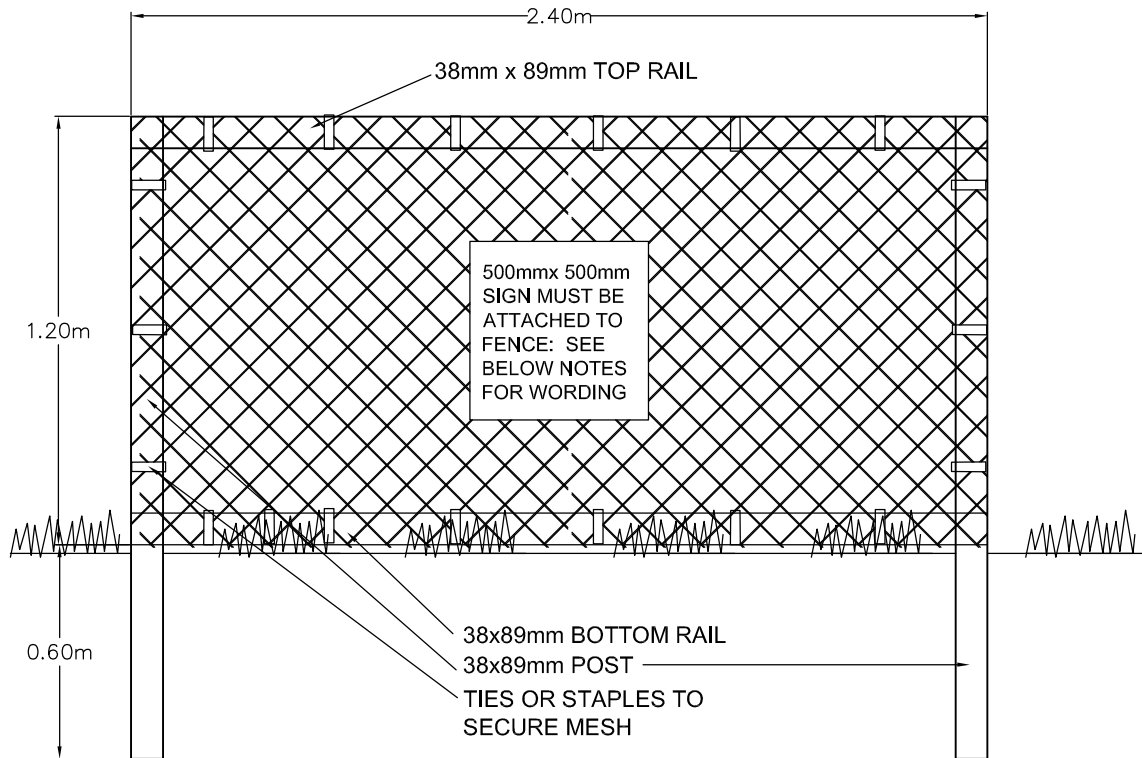 2.40m
38mm x 89mm TOP RAIL
500mmx 500mm
SIGN MUST BE
ATTACHED TO
FENCE: SEE
BELOW NOTES
FOR WORDING
1.20m
0.60m
38x89mm BOTTOM RAIL
38x89mm POST
TIES OR STAPLES TO
SECURE MESH